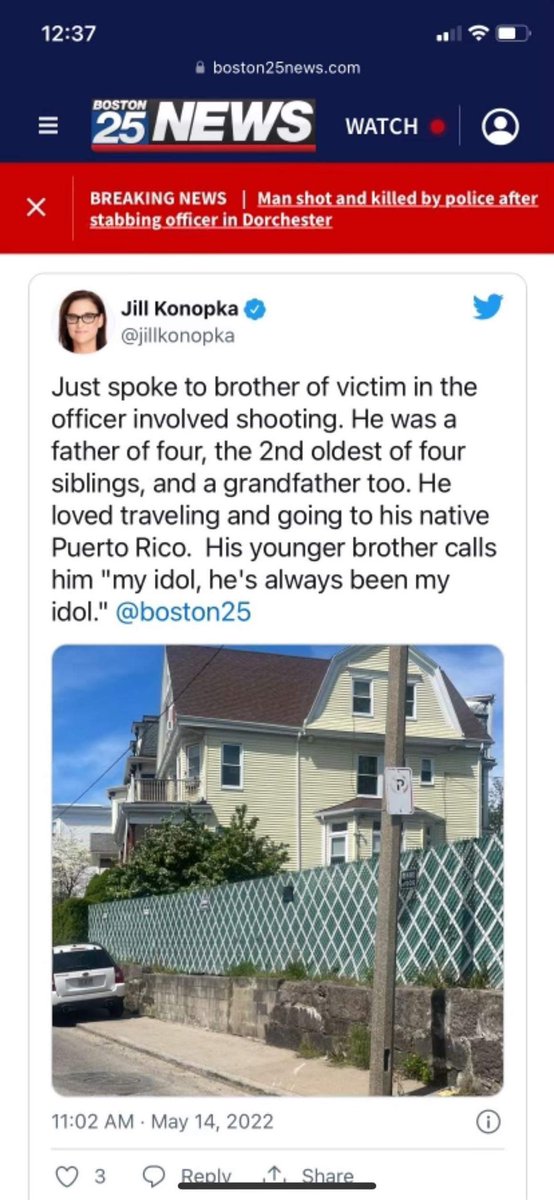 12:37
boston25news.com
BOSTON
25 NEWS
WATCH
BREAKING NEWS | Man shot and killed by police after
stabbing officer in Dorchester
Jill Konopka
@jillkonopka
Just spoke to brother of victim in the
officer involved shooting. He was a
father of four, the 2nd oldest of four
siblings, and a grandfather too. He
loved traveling and going to his native
Puerto Rico. His younger brother calls
him "my idol, he's always been my
idol." @boston25
P
11:02 AM · May 14, 2022
3
Reply
Share